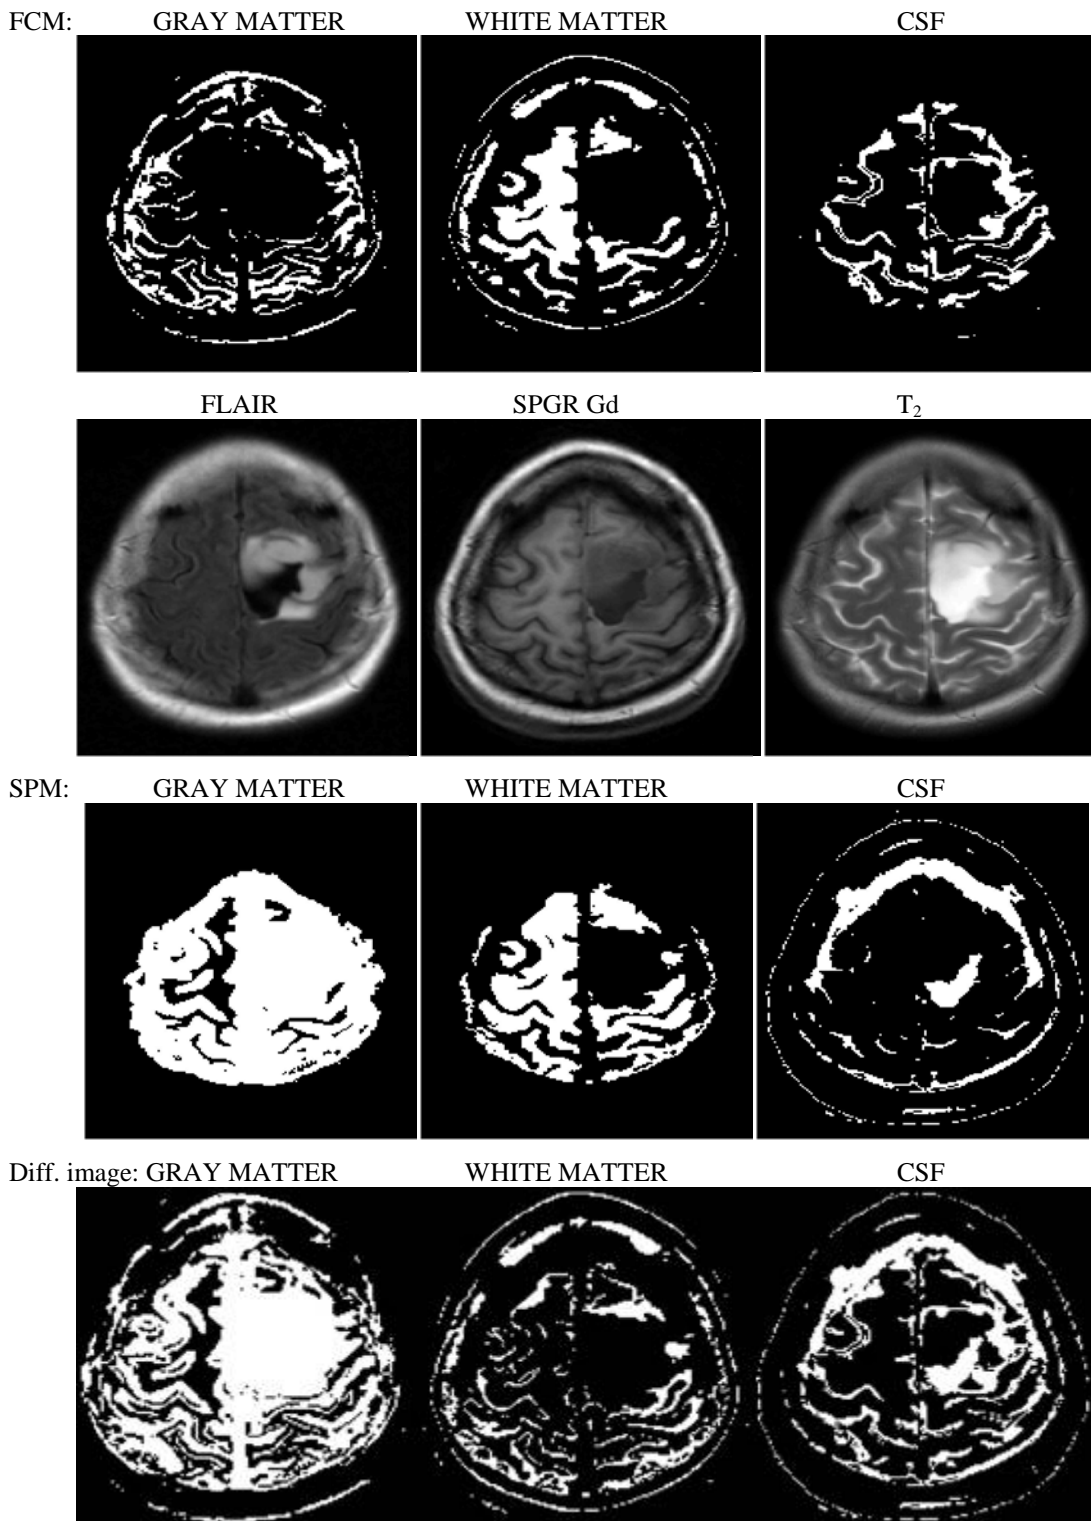 FCM: GRAY MATTER WHITE MATTER CSF
FLAIR SPGR Gd T₂
SPM: GRAY MATTER WHITE MATTER CSF
Diff. image: GRAY MATTER WHITE MATTER CSF